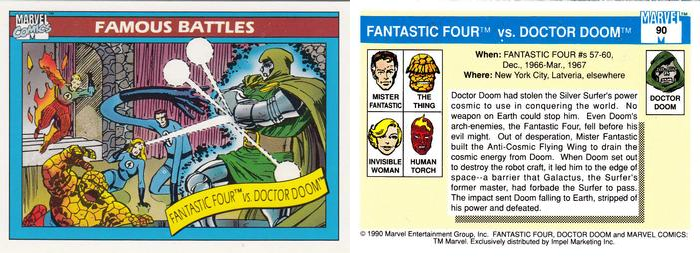 MARVEL
COMICS
FAMOUS BATTLES
FANTASTIC FOUR™ VS. DOCTOR DOOM™
FANTASTIC FOUR™ vs. DOCTOR DOOM™
MARVEL
90
When: FANTASTIC FOUR #s 57-60,
Dec., 1966-Mar., 1967
Where: New York City, Latveria, elsewhere
MISTER
FANTASTIC
THE
THING
INVISIBLE
WOMAN
HUMAN
TORCH
DOCTOR
DOOM
Doctor Doom had stolen the Silver Surfer's power
cosmic to use in conquering the world. No
weapon on Earth could stop him. Even Doom's
arch-enemies, the Fantastic Four, fell before his
evil might. Out of desperation, Mister Fantastic
built the Anti-Cosmic Flying Wing to drain the
cosmic energy from Doom. When Doom set out
to destroy the robot craft, it led him to the edge of
space--a barrier that Galactus, the Surfer's
former master, had forbade the Surfer to pass.
The impact sent Doom falling to Earth, stripped of
his power and defeated.
© 1990 Marvel Entertainment Group, Inc. FANTASTIC FOUR, DOCTOR DOOM and MARVEL COMICS:
TM Marvel. Exclusively distributed by Impel Marketing Inc.